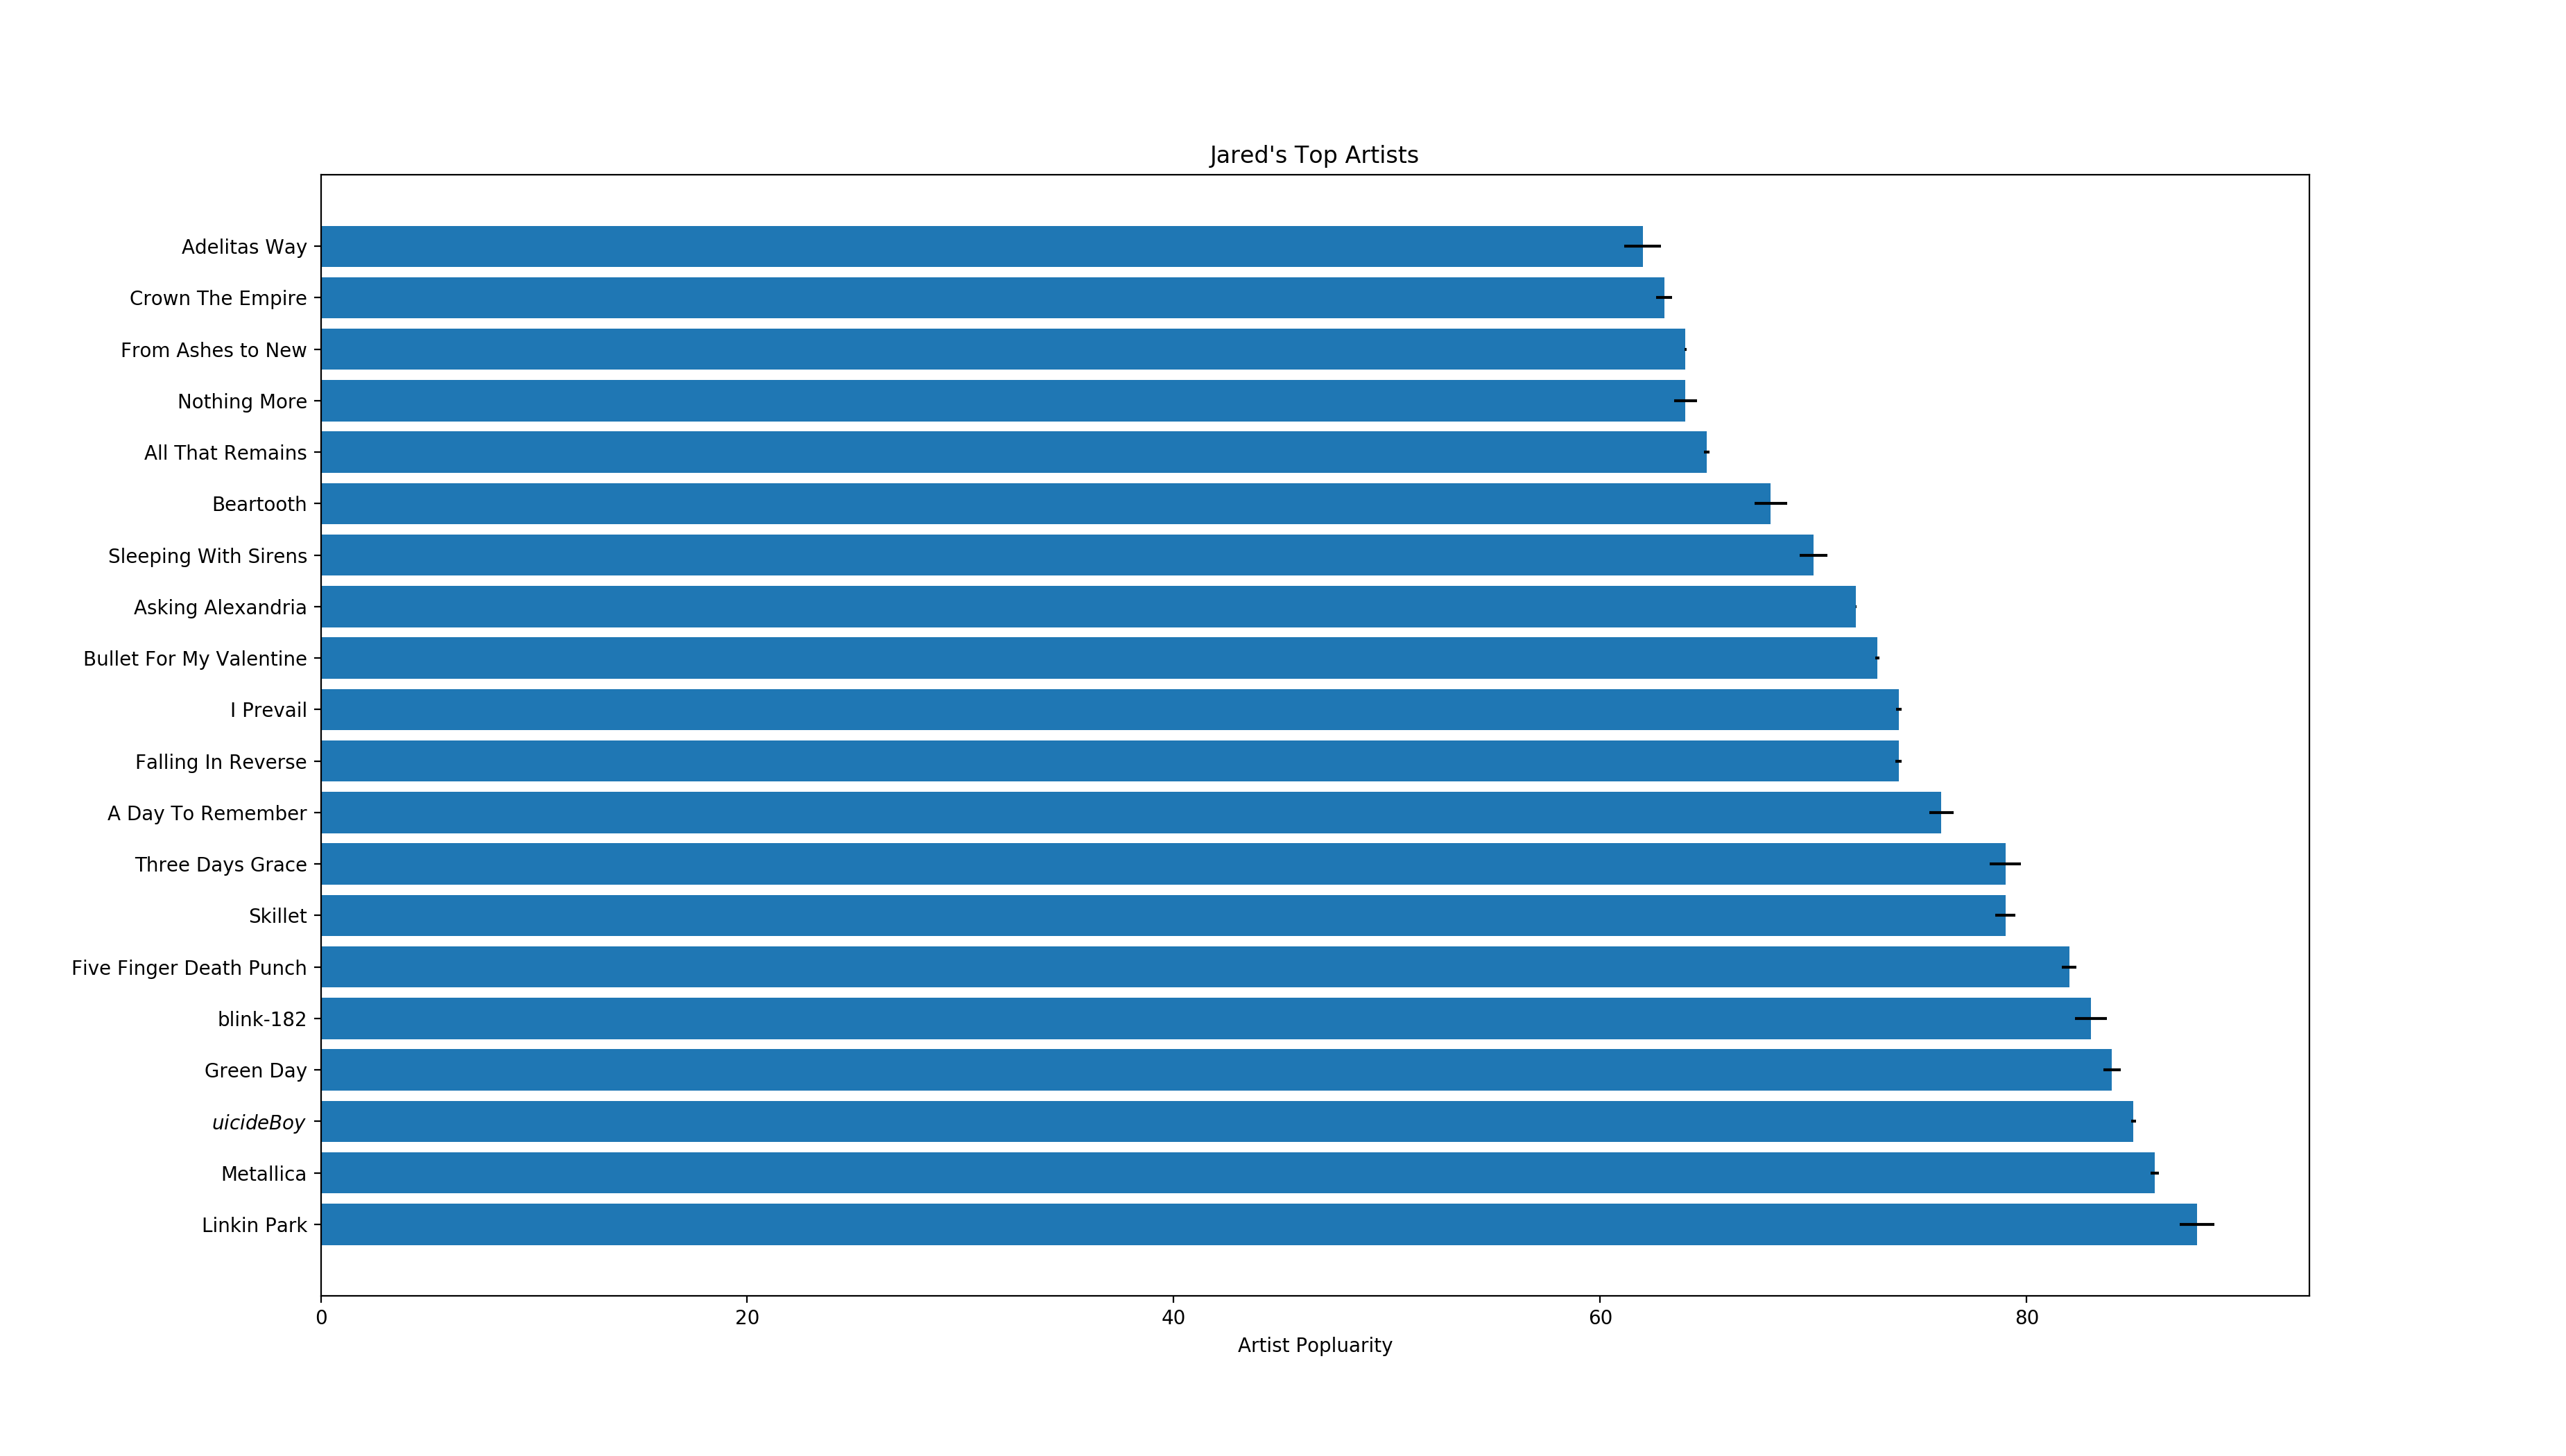 Jared's Top Artists
Adelitas Way
Crown The Empire
From Ashes to New
Nothing More
All That Remains
Beartooth
Sleeping With Sirens
Asking Alexandria
Bullet For My Valentine
I Prevail
Falling In Reverse
A Day To Remember
Three Days Grace
Skillet
Five Finger Death Punch
blink-182
Green Day
uicideBoy
Metallica
Linkin Park
0 20 40 60 80
Artist Popluarity